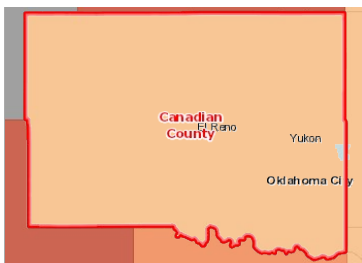 Canadian
County
El Reno
Yukon
Oklahoma City